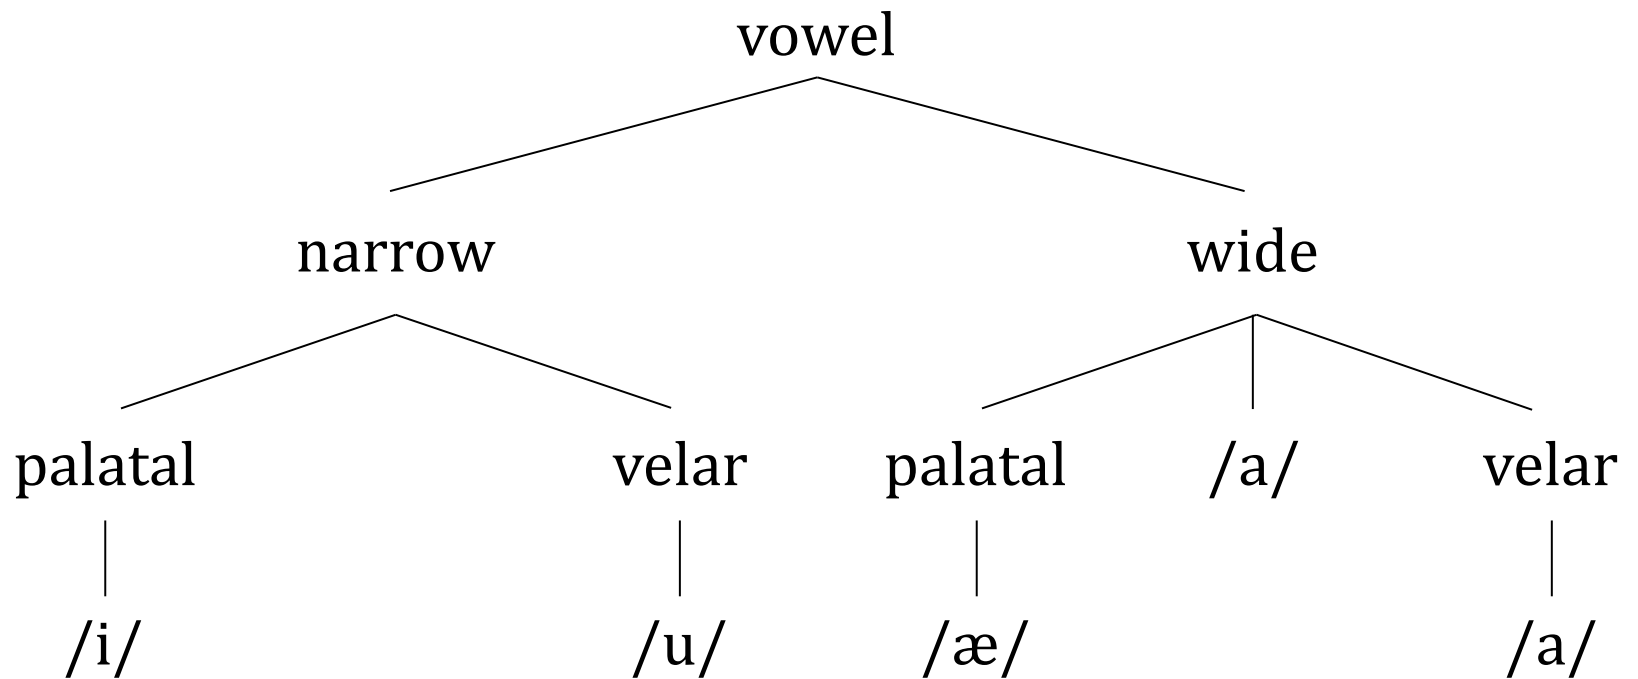 vowel
narrow wide
palatal velar palatal /a/ velar
/i/ /u/ /æ/ /a/